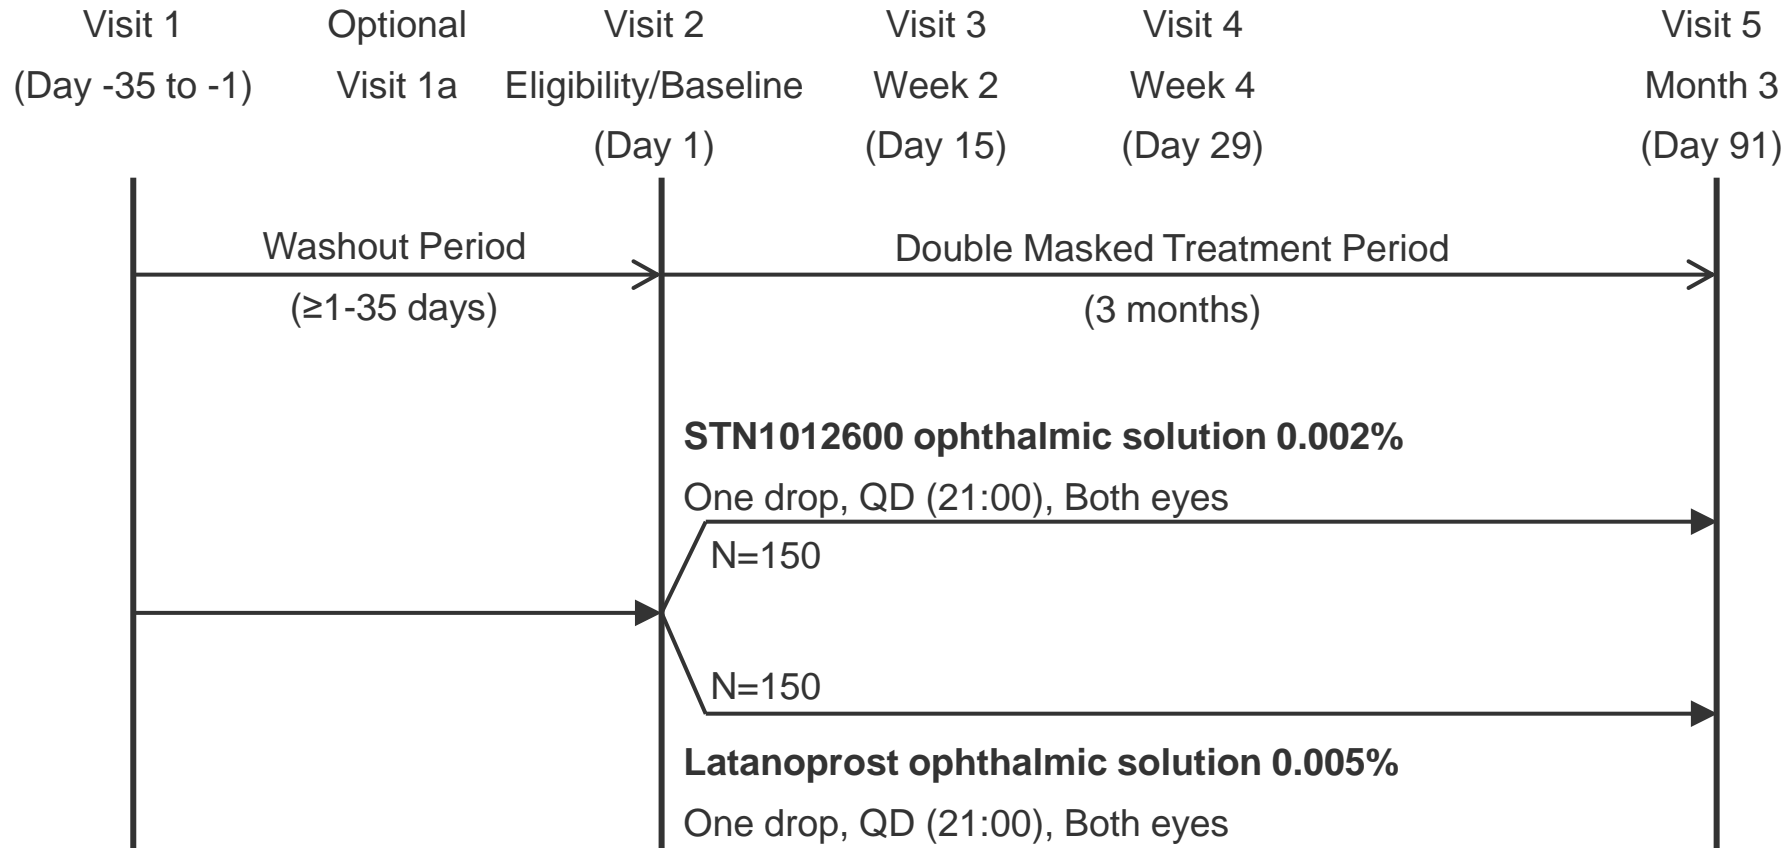 Visit 1
(Day -35 to -1)
Optional
Visit 1a
Visit 2
Eligibility/Baseline
(Day 1)
Visit 3
Week 2
(Day 15)
Visit 4
Week 4
(Day 29)
Visit 5
Month 3
(Day 91)
Washout Period
(≥1-35 days)
Double Masked Treatment Period
(3 months)
STN1012600 ophthalmic solution 0.002%
One drop, QD (21:00), Both eyes
N=150
N=150
Latanoprost ophthalmic solution 0.005%
One drop, QD (21:00), Both eyes